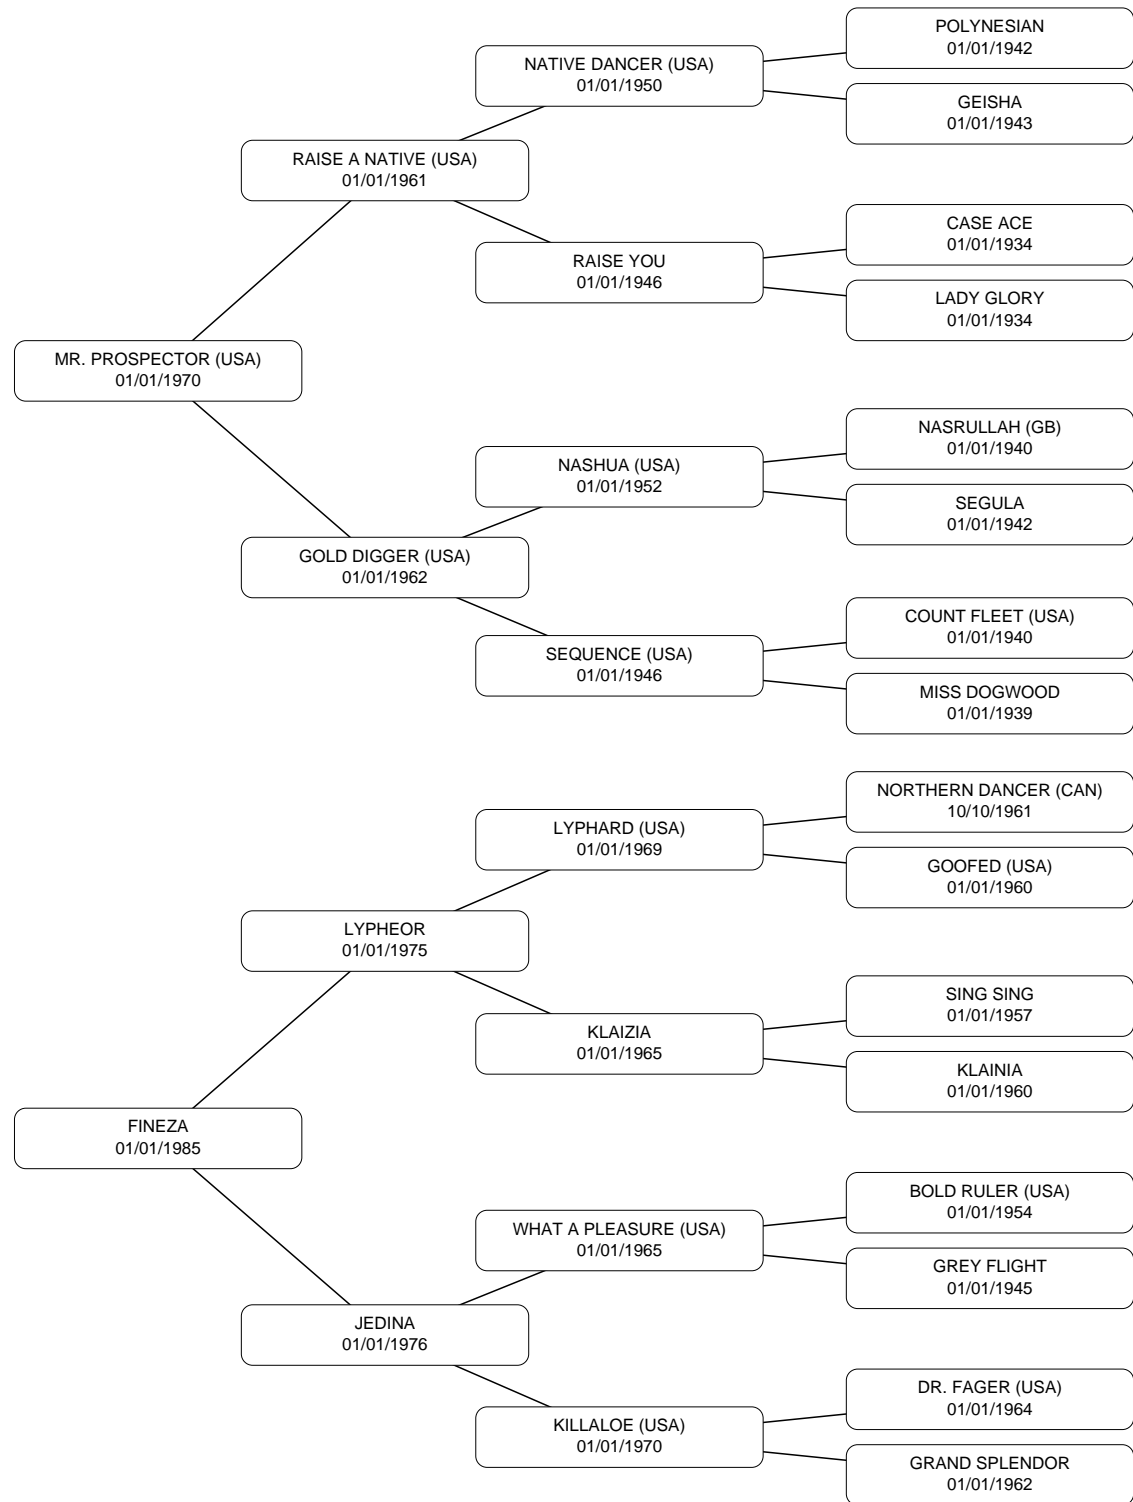 POLYNESIAN
01/01/1942
NATIVE DANCER (USA)
01/01/1950
GEISHA
01/01/1943
RAISE A NATIVE (USA)
01/01/1961
CASE ACE
01/01/1934
RAISE YOU
01/01/1946
LADY GLORY
01/01/1934
MR. PROSPECTOR (USA)
01/01/1970
NASRULLAH (GB)
01/01/1940
NASHUA (USA)
01/01/1952
SEGULA
01/01/1942
GOLD DIGGER (USA)
01/01/1962
COUNT FLEET (USA)
01/01/1940
SEQUENCE (USA)
01/01/1946
MISS DOGWOOD
01/01/1939
NORTHERN DANCER (CAN)
10/10/1961
LYPHARD (USA)
01/01/1969
GOOFED (USA)
01/01/1960
LYPHEOR
01/01/1975
SING SING
01/01/1957
KLAIZIA
01/01/1965
KLAINIA
01/01/1960
FINEZA
01/01/1985
BOLD RULER (USA)
01/01/1954
WHAT A PLEASURE (USA)
01/01/1965
GREY FLIGHT
01/01/1945
JEDINA
01/01/1976
DR. FAGER (USA)
01/01/1964
KILLALOE (USA)
01/01/1970
GRAND SPLENDOR
01/01/1962